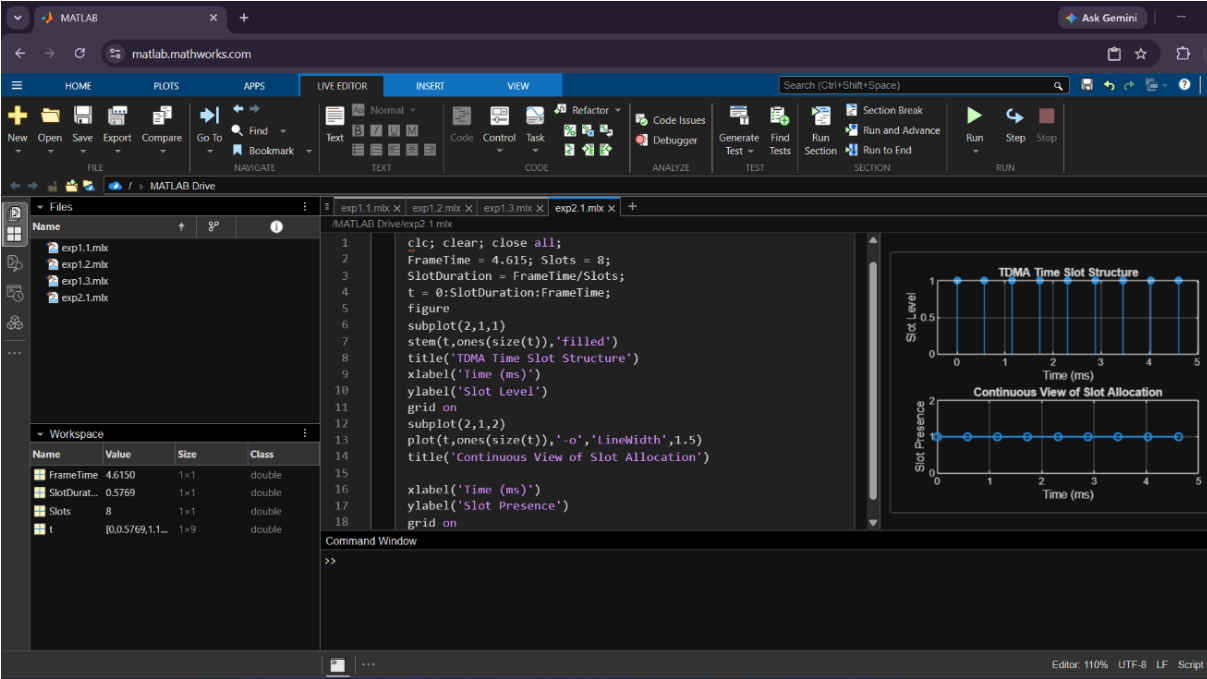 MATLAB
Ask Gemini
matlab.mathworks.com
HOME PLOTS APPS LIVE EDITOR INSERT VIEW
Search (Ctrl+Shift+Space)
New Open Save Export Compare
FILE
Go To Find Bookmark
NAVIGATE
Text Aa Normal
B I U M
TEXT
Code Control Task Refactor
CODE
Code Issues
Debugger
ANALYZE
Generate Test Find Tests
TEST
Run Section Section Break
Run and Advance
Run to End
SECTION
Run Step Stop
RUN
/ › MATLAB Drive
Files
Name
exp1.1.mlx
exp1.2.mlx
exp1.3.mlx
exp2.1.mlx
Workspace
Name Value Size Class
FrameTime 4.6150 1×1 double
SlotDurat... 0.5769 1×1 double
Slots 8 1×1 double
t [0,0.5769,1.1... 1×9 double
exp1.1.mlx × exp1.2.mlx × exp1.3.mlx × exp2.1.mlx × +
/MATLAB Drive/exp2.1.mlx
1 clc; clear; close all;
2 FrameTime = 4.615; Slots = 8;
3 SlotDuration = FrameTime/Slots;
4 t = 0:SlotDuration:FrameTime;
5 figure
6 subplot(2,1,1)
7 stem(t,ones(size(t)),'filled')
8 title('TDMA Time Slot Structure')
9 xlabel('Time (ms)')
10 ylabel('Slot Level')
11 grid on
12 subplot(2,1,2)
13 plot(t,ones(size(t)),'-o','LineWidth',1.5)
14 title('Continuous View of Slot Allocation')
15
16 xlabel('Time (ms)')
17 ylabel('Slot Presence')
18 grid on
TDMA Time Slot Structure
Slot Level
1
0.5
0
0 1 2 3 4 5
Time (ms)
Continuous View of Slot Allocation
Slot Presence
2
1
0
0 1 2 3 4 5
Time (ms)
Command Window
>>
Editor: 110% UTF-8 LF Script